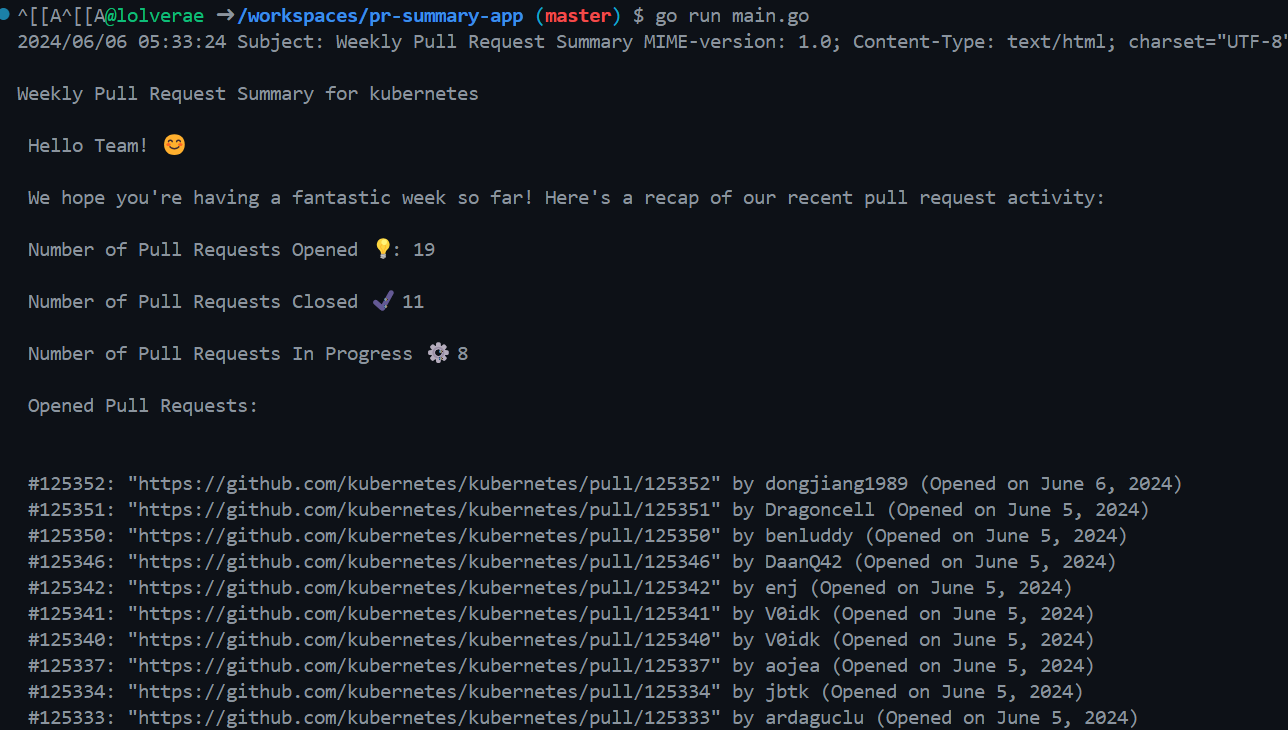 ^[[A^[[A@lolverae ➜/workspaces/pr-summary-app (master) $ go run main.go
2024/06/06 05:33:24 Subject: Weekly Pull Request Summary MIME-version: 1.0; Content-Type: text/html; charset="UTF-8"
Weekly Pull Request Summary for kubernetes
Hello Team! 😊
We hope you're having a fantastic week so far! Here's a recap of our recent pull request activity:
Number of Pull Requests Opened 💡: 19
Number of Pull Requests Closed ✔️ 11
Number of Pull Requests In Progress ⚙️ 8
Opened Pull Requests:
#125352: "https://github.com/kubernetes/kubernetes/pull/125352" by dongjiang1989 (Opened on June 6, 2024)
#125351: "https://github.com/kubernetes/kubernetes/pull/125351" by Dragoncell (Opened on June 5, 2024)
#125350: "https://github.com/kubernetes/kubernetes/pull/125350" by benluddy (Opened on June 5, 2024)
#125346: "https://github.com/kubernetes/kubernetes/pull/125346" by DaanQ42 (Opened on June 5, 2024)
#125342: "https://github.com/kubernetes/kubernetes/pull/125342" by enj (Opened on June 5, 2024)
#125341: "https://github.com/kubernetes/kubernetes/pull/125341" by V0idk (Opened on June 5, 2024)
#125340: "https://github.com/kubernetes/kubernetes/pull/125340" by V0idk (Opened on June 5, 2024)
#125337: "https://github.com/kubernetes/kubernetes/pull/125337" by aojea (Opened on June 5, 2024)
#125334: "https://github.com/kubernetes/kubernetes/pull/125334" by jbtk (Opened on June 5, 2024)
#125333: "https://github.com/kubernetes/kubernetes/pull/125333" by ardaguclu (Opened on June 5, 2024)